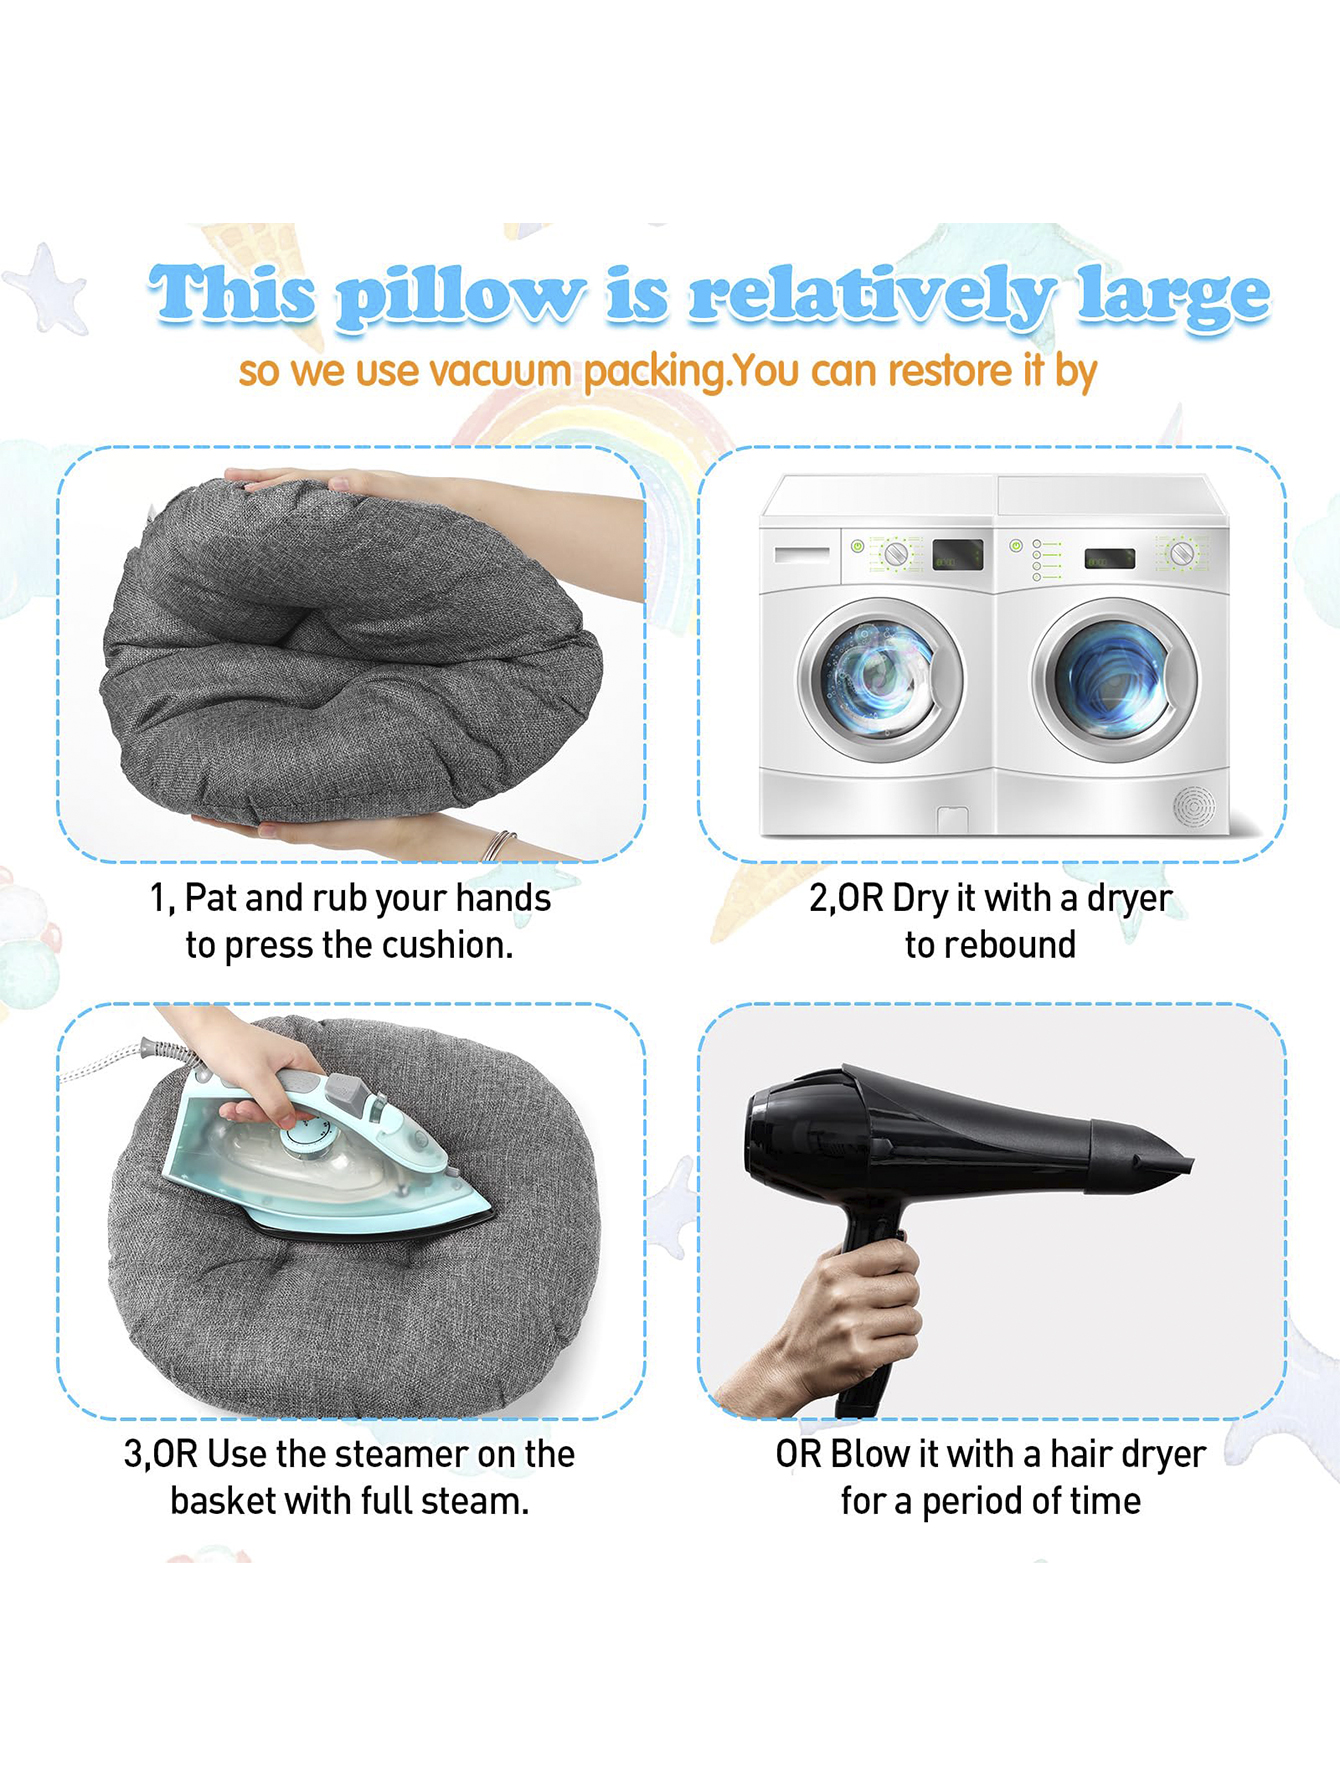 This pillow is relatively large
so we use vacuum packing.You can restore it by
1, Pat and rub your hands
to press the cushion.
2,OR Dry it with a dryer
to rebound
3,OR Use the steamer on the
basket with full steam.
OR Blow it with a hair dryer
for a period of time